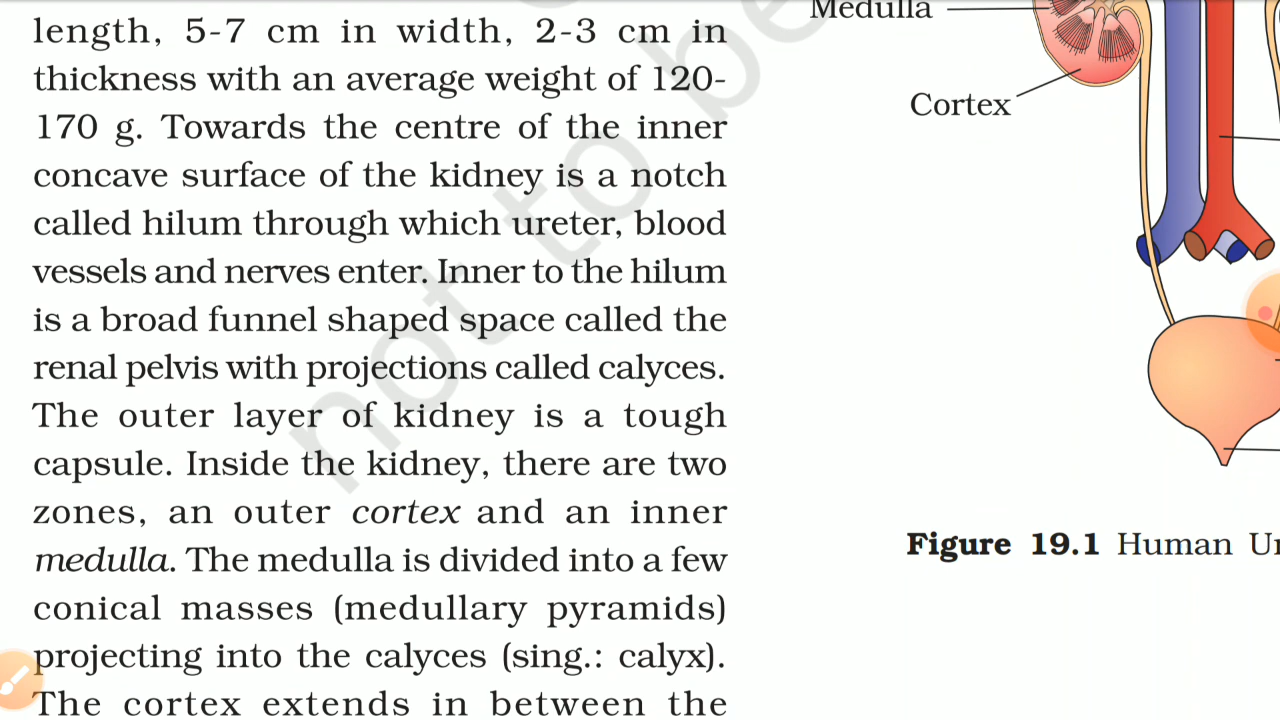 length, 5-7 cm in width, 2-3 cm in
thickness with an average weight of 120-
170 g. Towards the centre of the inner
concave surface of the kidney is a notch
called hilum through which ureter, blood
vessels and nerves enter. Inner to the hilum
is a broad funnel shaped space called the
renal pelvis with projections called calyces.
The outer layer of kidney is a tough
capsule. Inside the kidney, there are two
zones, an outer cortex and an inner
medulla. The medulla is divided into a few
conical masses (medullary pyramids)
projecting into the calyces (sing.: calyx).
The cortex extends in between the
Medulla
Cortex
Figure 19.1 Human
not to be